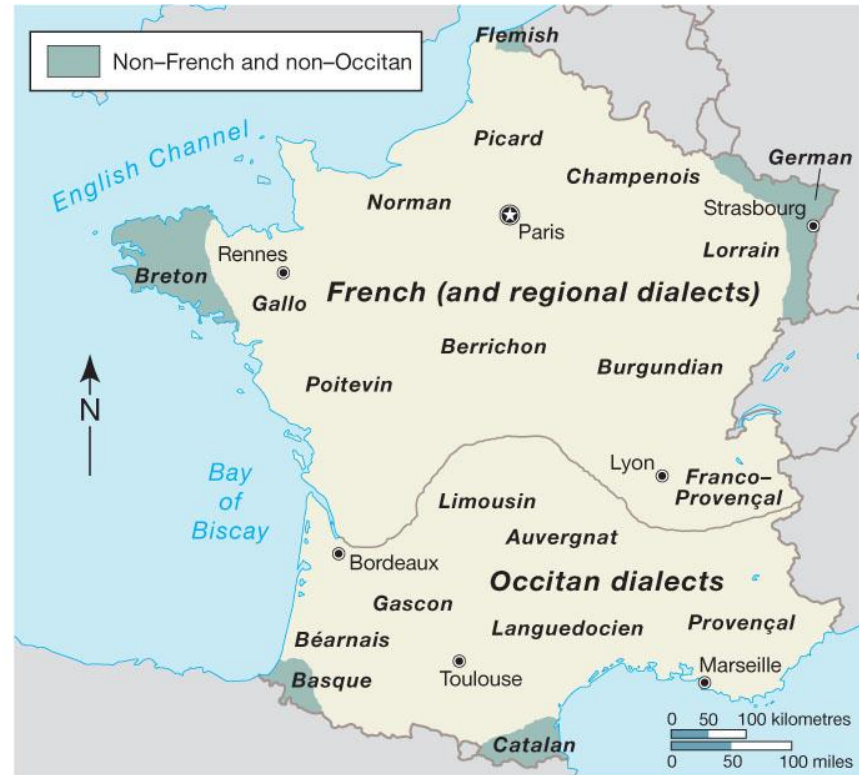 Non–French and non–Occitan
Flemish
English Channel
Picard
Champenois
German
Norman
Paris
Strasbourg
Lorrain
Rennes
Breton
Gallo
French (and regional dialects)
Berrichon
Burgundian
Poitevin
N
Bay
of
Biscay
Lyon
Franco–
Provençal
Limousin
Auvergnat
Bordeaux
Occitan dialects
Gascon
Languedocien
Provençal
Béarnais
Basque
Toulouse
Marseille
Catalan
0 50 100 kilometres
0 50 100 miles